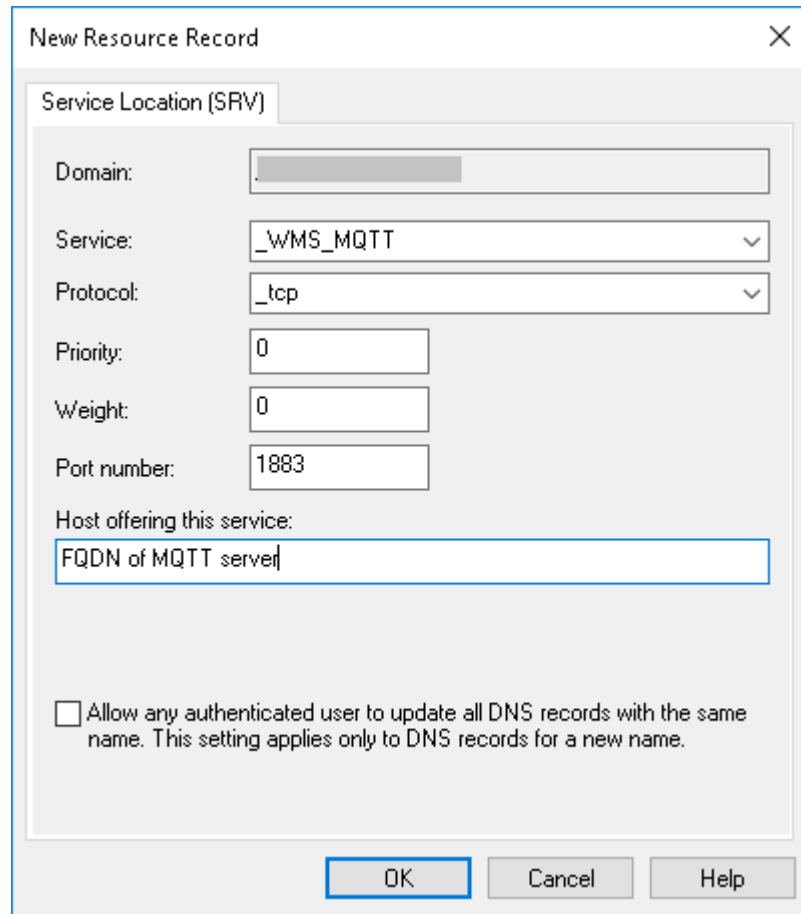 New Resource Record
Service Location (SRV)
Domain:
Service: _WMS_MQTT
Protocol: _tcp
Priority: 0
Weight: 0
Port number: 1883
Host offering this service:
FQDN of MQTT server
Allow any authenticated user to update all DNS records with the same
name. This setting applies only to DNS records for a new name.
OK Cancel Help